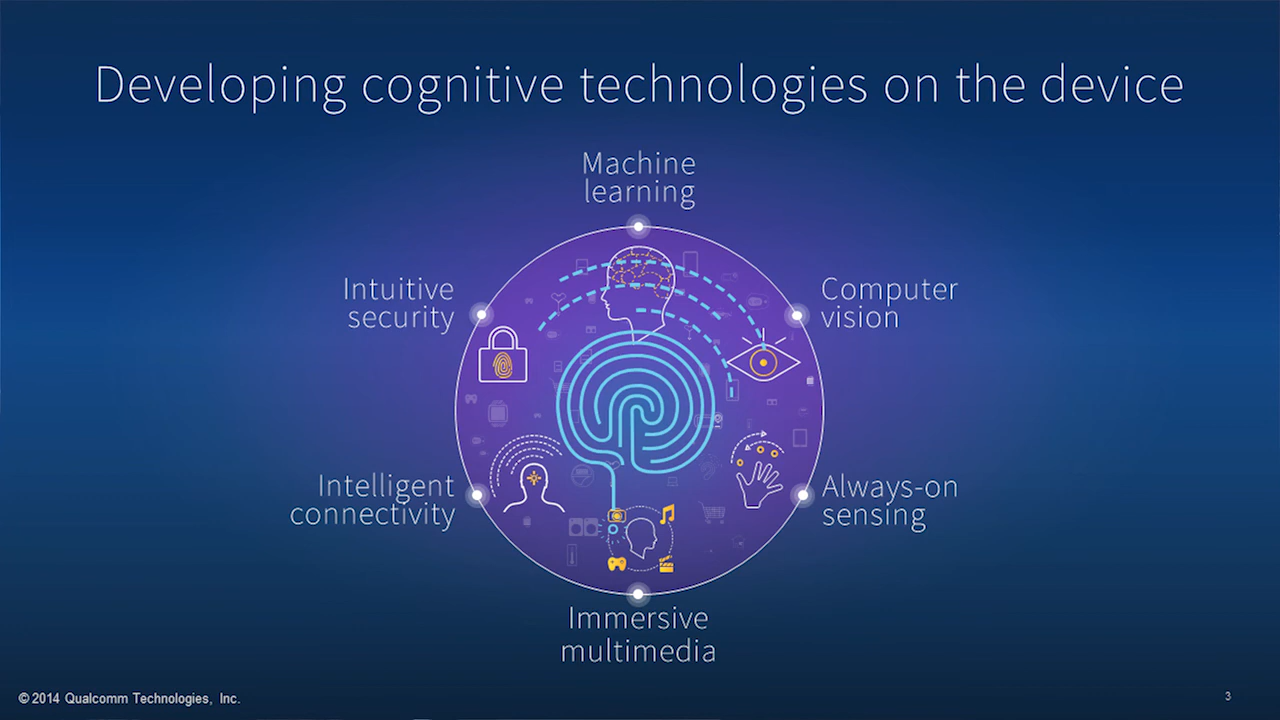 Developing cognitive technologies on the device
Machine
learning
Intuitive
security
Computer
vision
Intelligent
connectivity
Always-on
sensing
Immersive
multimedia
© 2014 Qualcomm Technologies, Inc.
3